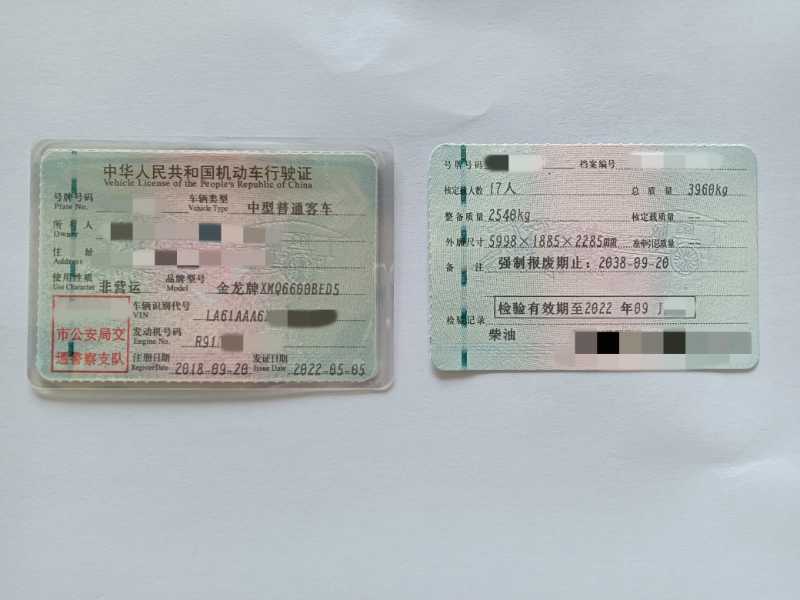 中华人民共和国机动车行驶证
Vehicle License of the People's Republic of China
号牌号码 车辆类型 中型普通客车
Plate No. Vehicle Type
所有人
Owner
住址
Address
使用性质 非营运 品牌型号 金龙牌XMQ6600BED5
Use Character Model
市公安局交
通警察支队
车辆识别代号 LA61AAA6
VIN
发动机号码 R91
Engine No.
注册日期 2018-09-20 发证日期 2022-05-05
Register Date Issue Date
号牌号码 档案编号
核定载人数 17人 总质量 3960kg
整备质量 2540kg 核定载质量 --
外廓尺寸 5998×1885×2285mm 准牵引总质量 --
备注 强制报废期止：2038-09-20
检验有效期至2022 年09
检验记录
柴油